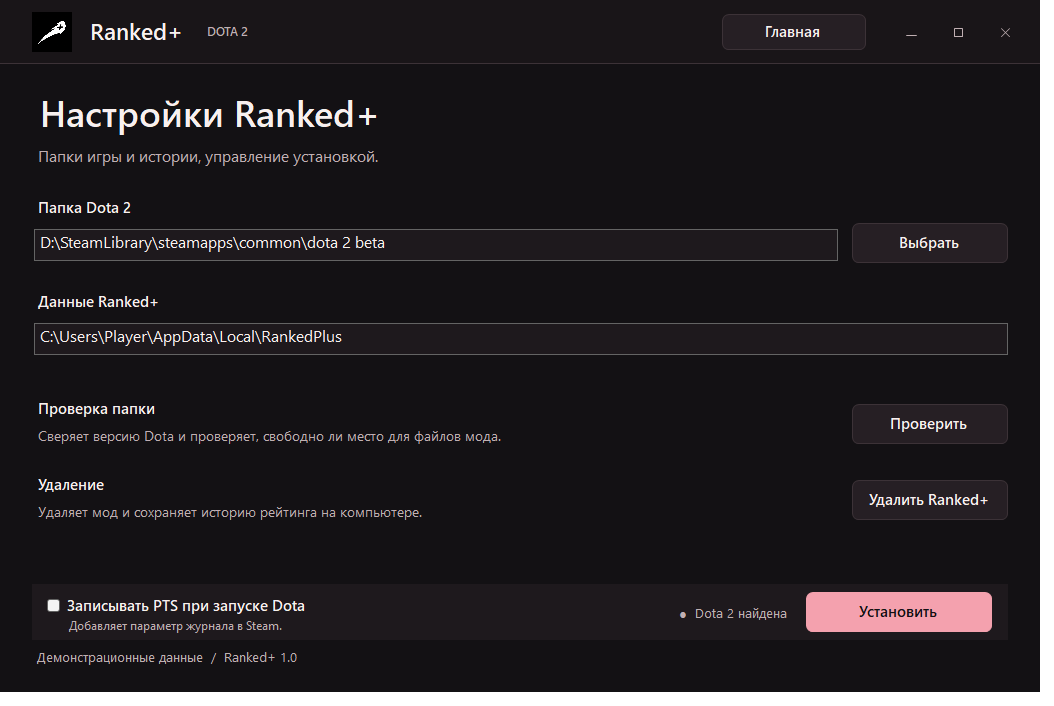 Ranked+ DOTA 2 Главная
Настройки Ranked+
Папки игры и истории, управление установкой.
Папка Dota 2
D:\SteamLibrary\steamapps\common\dota 2 beta Выбрать
Данные Ranked+
C:\Users\Player\AppData\Local\RankedPlus
Проверка папки
Сверяет версию Dota и проверяет, свободно ли место для файлов мода.
Проверить
Удаление
Удаляет мод и сохраняет историю рейтинга на компьютере.
Удалить Ranked+
Записывать PTS при запуске Dota
Добавляет параметр журнала в Steam.
Dota 2 найдена Установить
Демонстрационные данные / Ranked+ 1.0